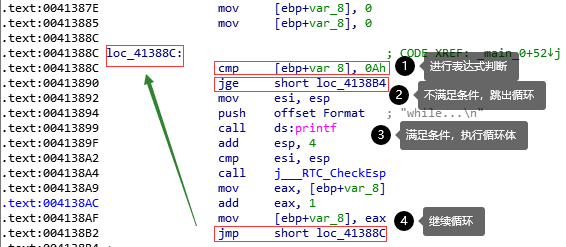 .text:0041387E mov [ebp+var_8], 0
.text:00413885 mov [ebp+var_8], 0
.text:0041388C
.text:0041388C loc_41388C: ; CODE XREF: _main_0+52↓j
.text:0041388C cmp [ebp+var_8], 0Ah 1 进行表达式判断
.text:00413890 jge short loc_4138B4
.text:00413892 mov esi, esp 2 不满足条件，跳出循环
.text:00413894 push offset Format ; "while...\n"
.text:00413899 call ds:printf 3 满足条件，执行循环体
.text:0041389F add esp, 4
.text:004138A2 cmp esi, esp
.text:004138A4 call j___RTC_CheckEsp
.text:004138A9 mov eax, [ebp+var_8]
.text:004138AC add eax, 1
.text:004138AF mov [ebp+var_8], eax 4 继续循环
.text:004138B2 jmp short loc_41388C